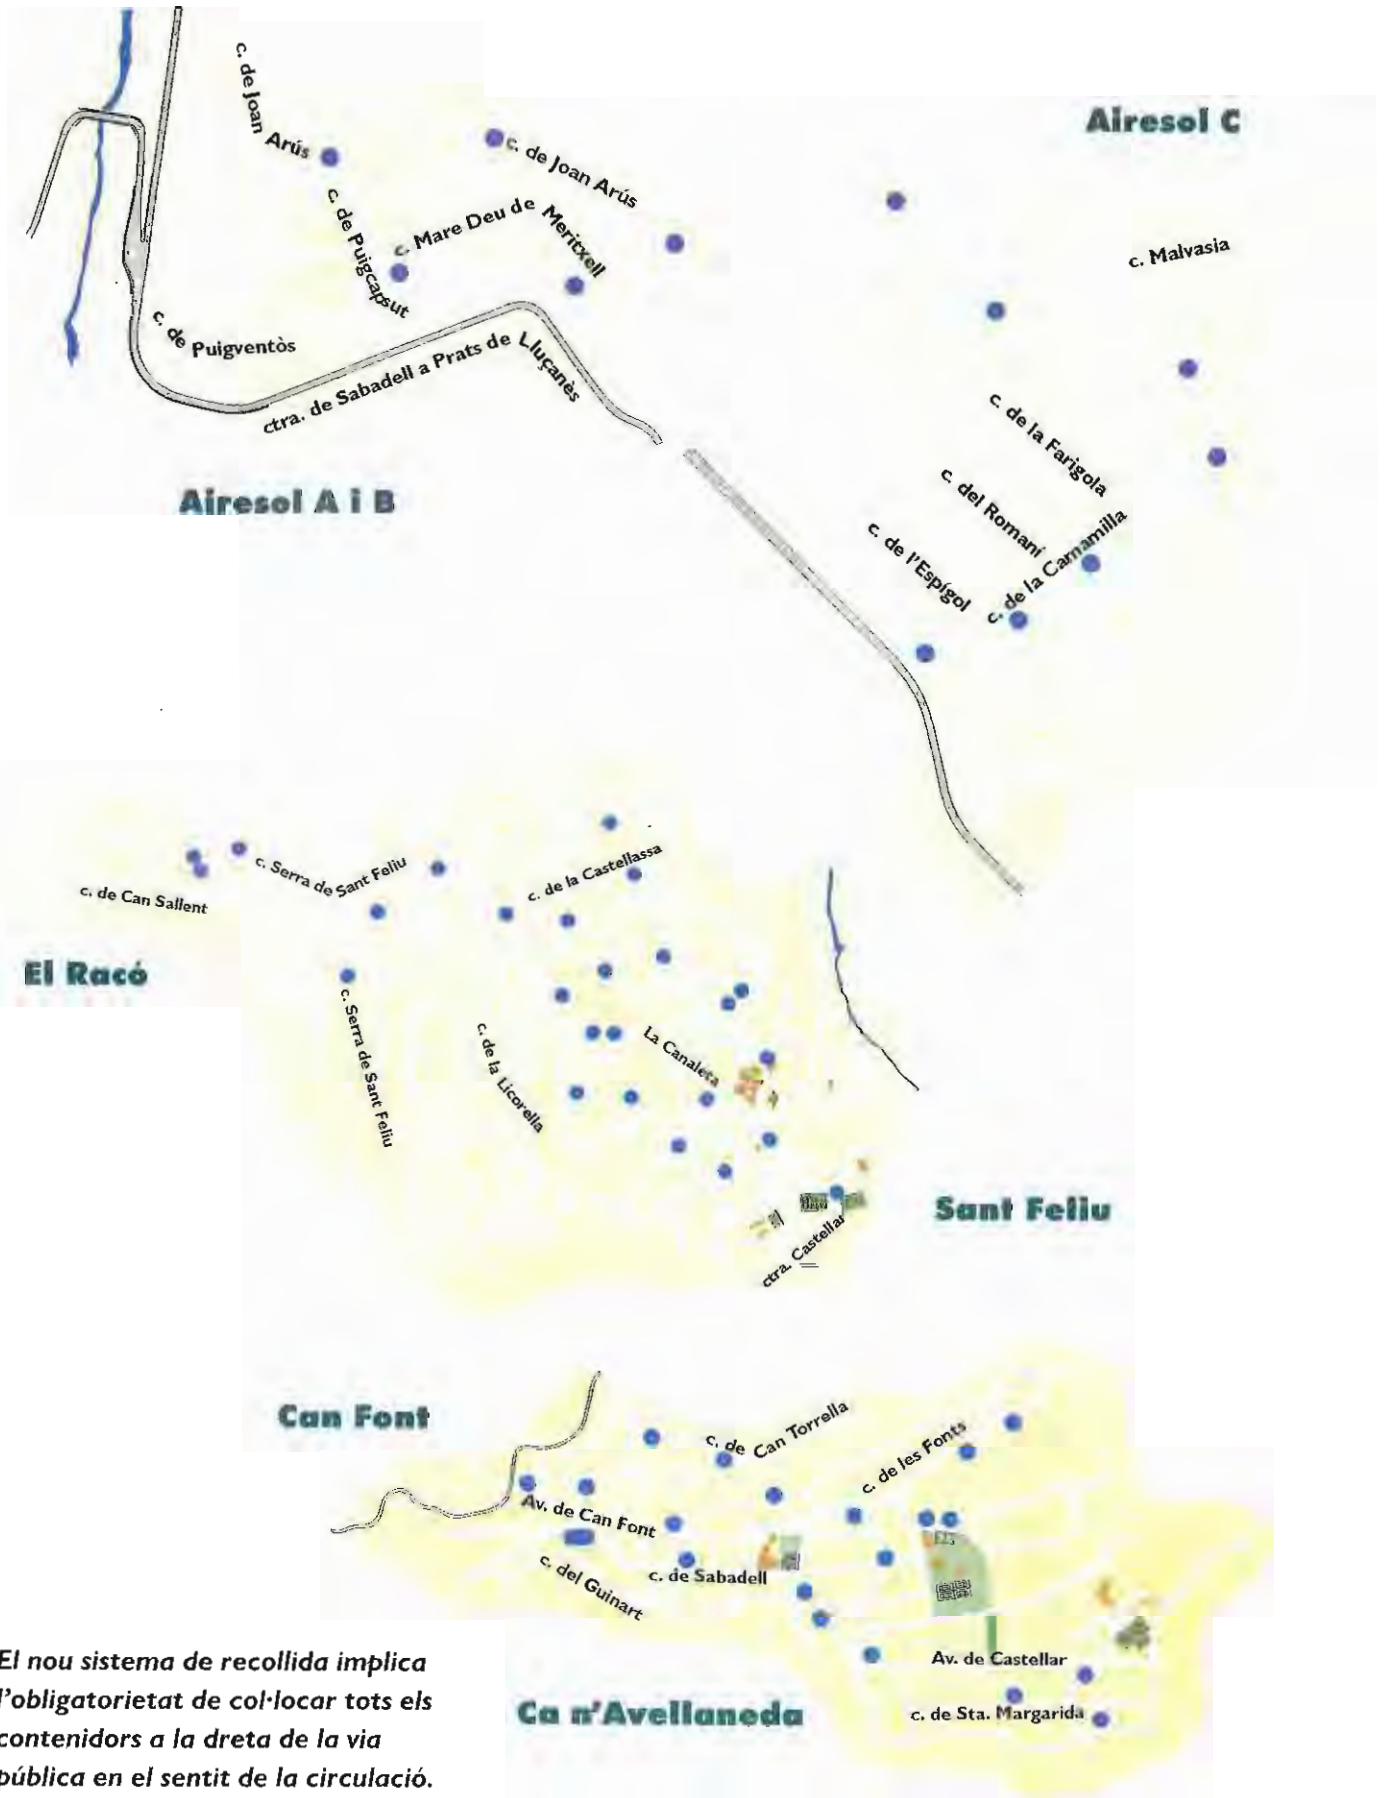 c. de Joan Arús
c. de Joan Arús
c. de Puigcapsut
c. Mare Deu de Meritxell
c. de Puigventòs
ctra. de Sabadell a Prats de Lluçanès
Airesol A i B
Airesol C
c. Malvasia
c. de la Farigola
c. del Romaní
c. de l'Espígol
c. de la Camamilla
c. de Can Sallent
c. Serra de Sant Feliu
c. de la Castellassa
El Racó
c. Serra de Sant Feliu
c. de la Licorella
La Canaleta
Sant Feliu
ctra. Castellar
Can Font
c. de Can Torrella
c. de les Fonts
Av. de Can Font
c. del Guinart
c. de Sabadell
Av. de Castellar
c. de Sta. Margarida
Ca n'Avellaneda
El nou sistema de recollida implica
l'obligatorietat de col·locar tots els
contenidors a la dreta de la via
pública en el sentit de la circulació.